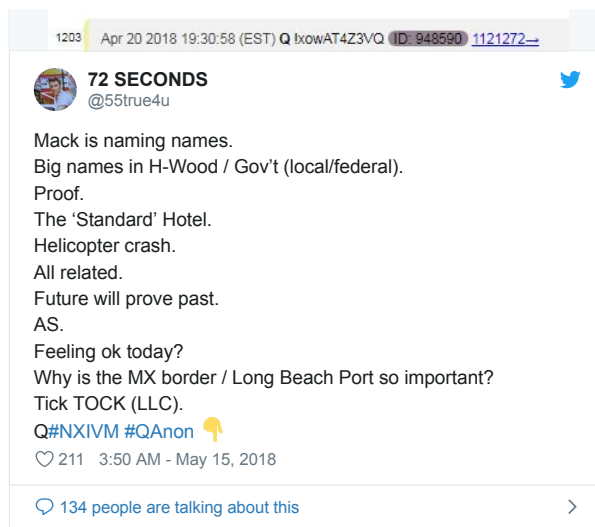 1203 Apr 20 2018 19:30:58 (EST) Q !xowAT4Z3VQ ID: 948590 1121272→
72 SECONDS
@55true4u
Mack is naming names.
Big names in H-Wood / Gov’t (local/federal).
Proof.
The ‘Standard’ Hotel.
Helicopter crash.
All related.
Future will prove past.
AS.
Feeling ok today?
Why is the MX border / Long Beach Port so important?
Tick TOCK (LLC).
Q#NXIVM #QAnon 👇
211 3:50 AM - May 15, 2018
134 people are talking about this